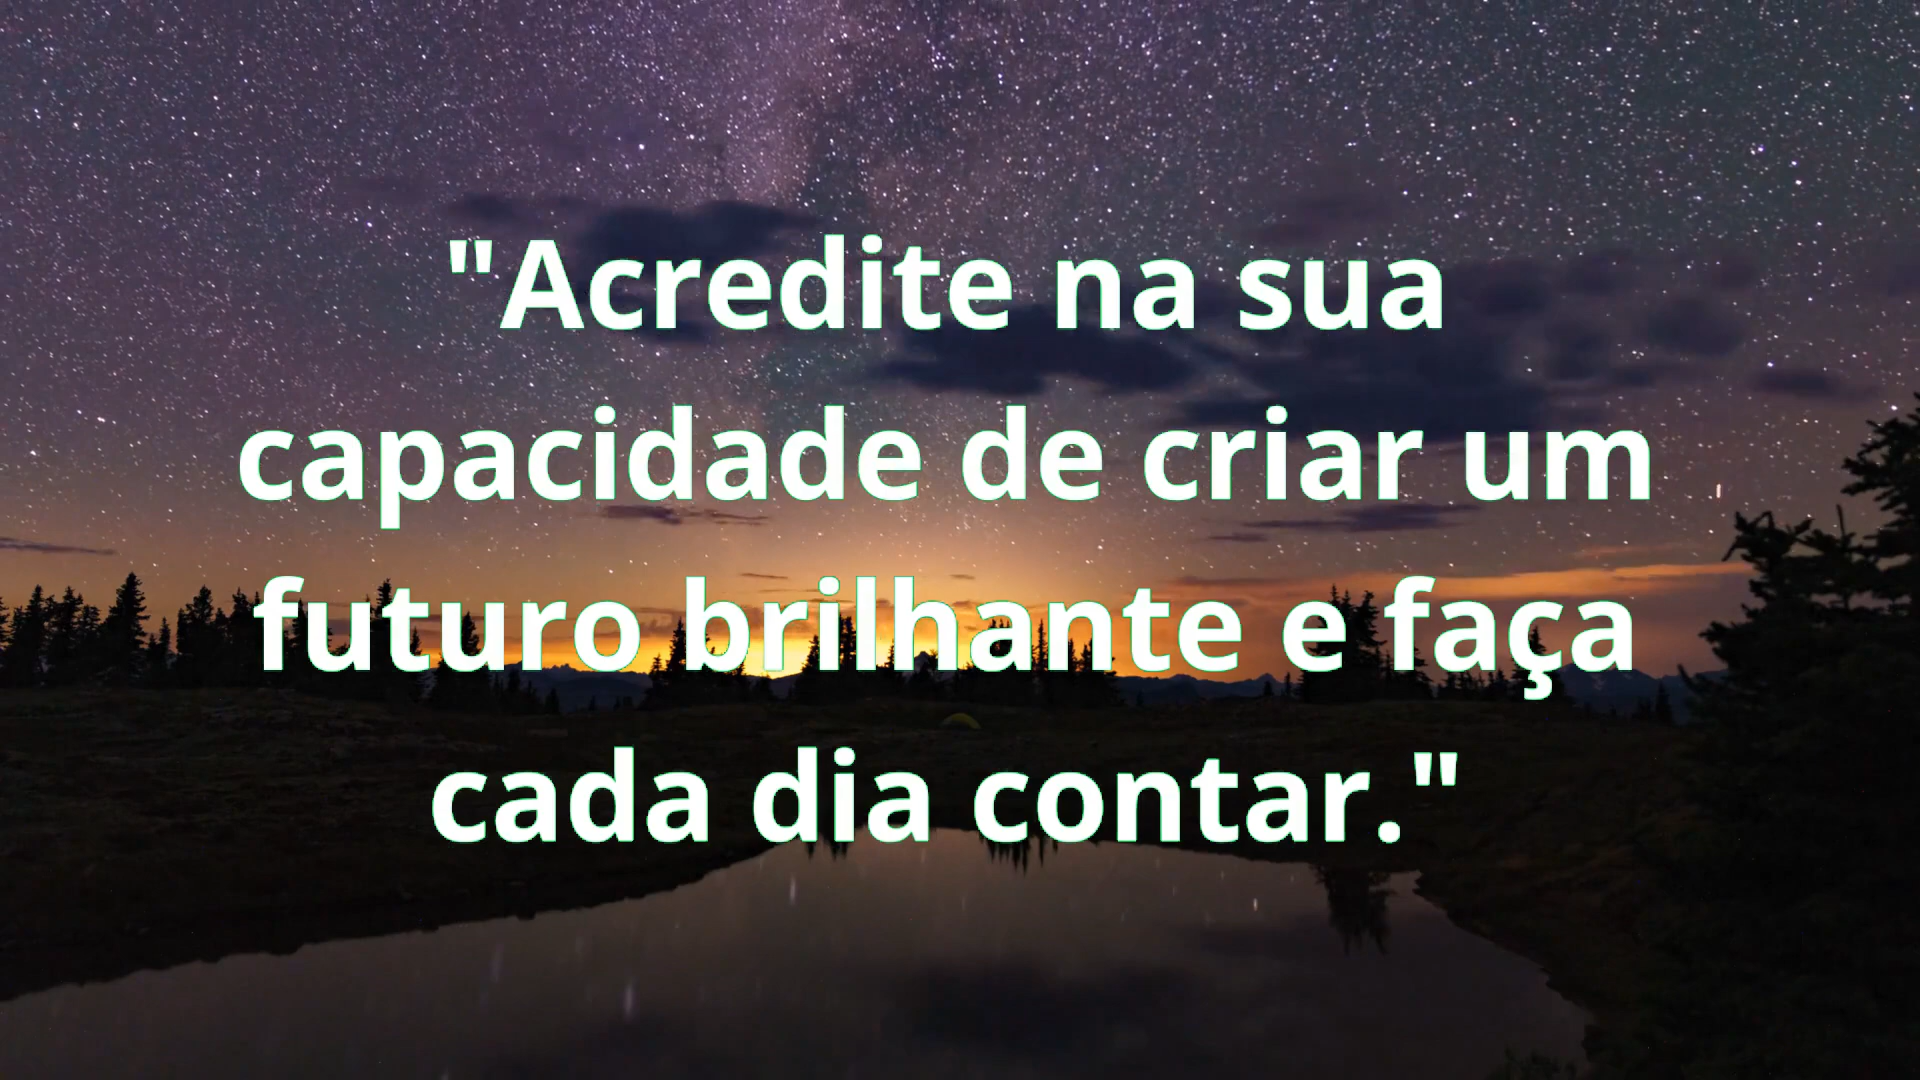 "Acredite na sua
capacidade de criar um
futuro brilhante e faça
cada dia contar."